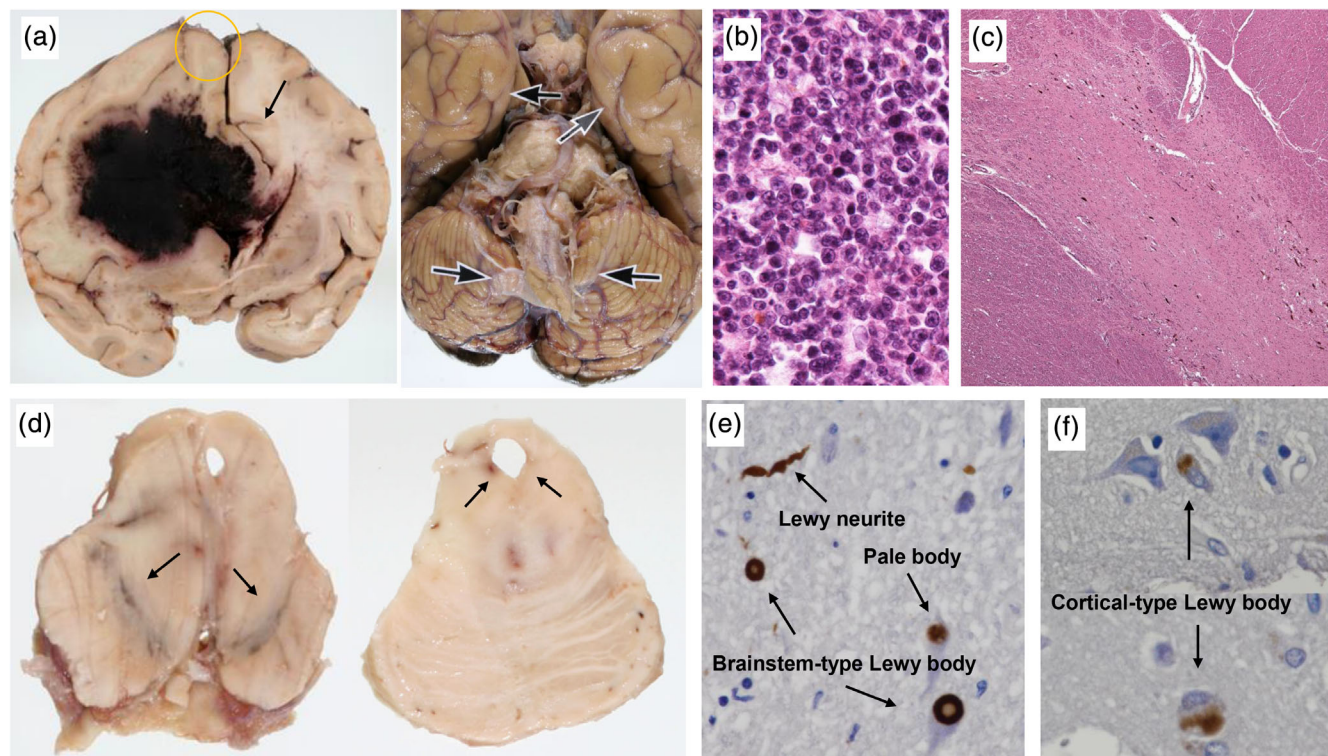 (a)
(b)
(c)
(d)
(e)
Lewy neurite
Pale body
Brainstem-type Lewy body
(f)
Cortical-type Lewy body